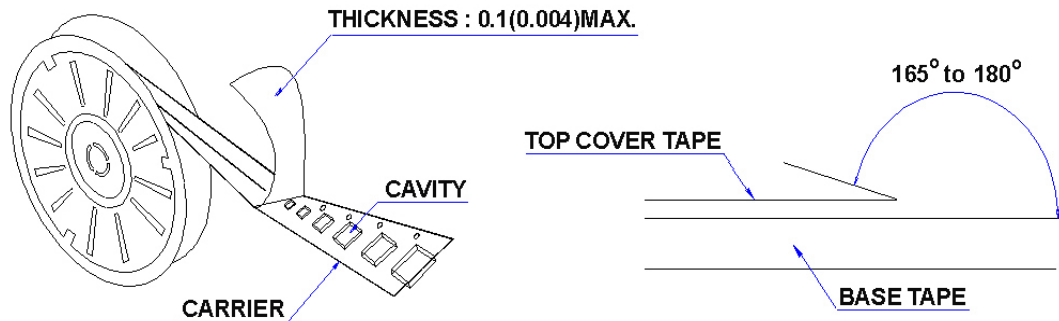 THICKNESS : 0.1(0.004)MAX.
165° to 180°
TOP COVER TAPE
CAVITY
CARRIER
BASE TAPE